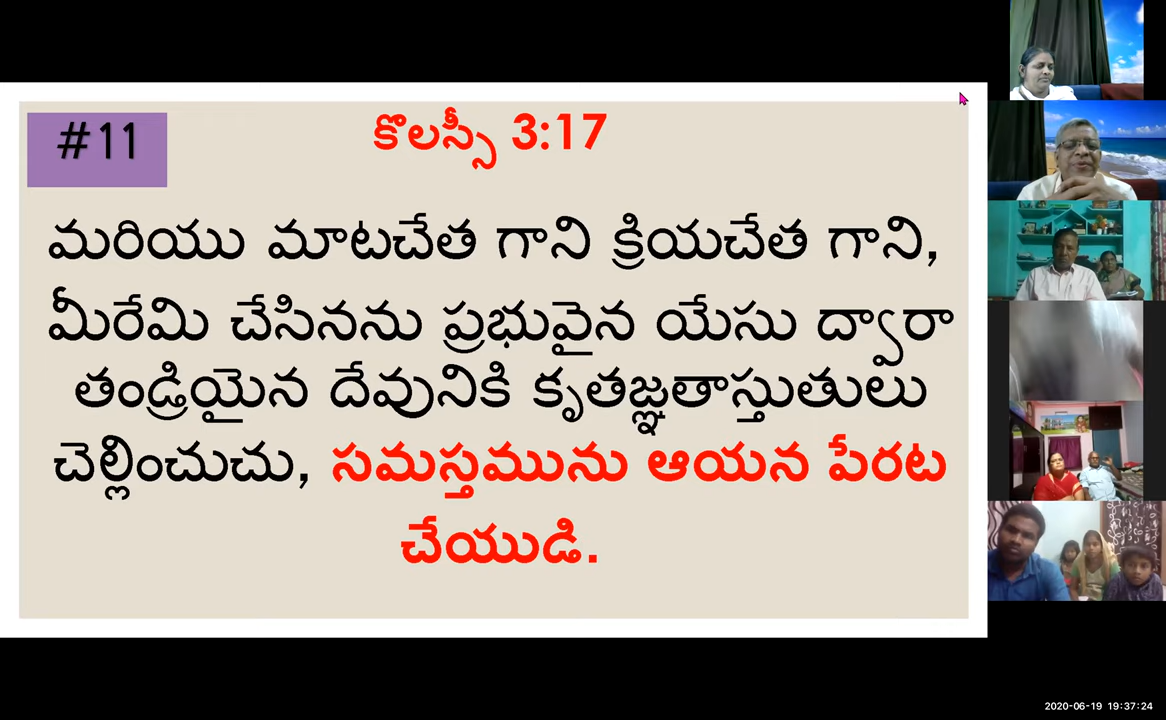 #11
కొలస్సీ 3:17
మరియు మాటచేత గాని క్రియచేత గాని,
మీరేమి చేసినను ప్రభువైన యేసు ద్వారా
తండ్రియైన దేవునికి కృతజ్ఞతాస్తుతులు
చెల్లించుచు, సమస్తమును ఆయన పేరట
చేయుడి.
2020-06-19 19:37:24